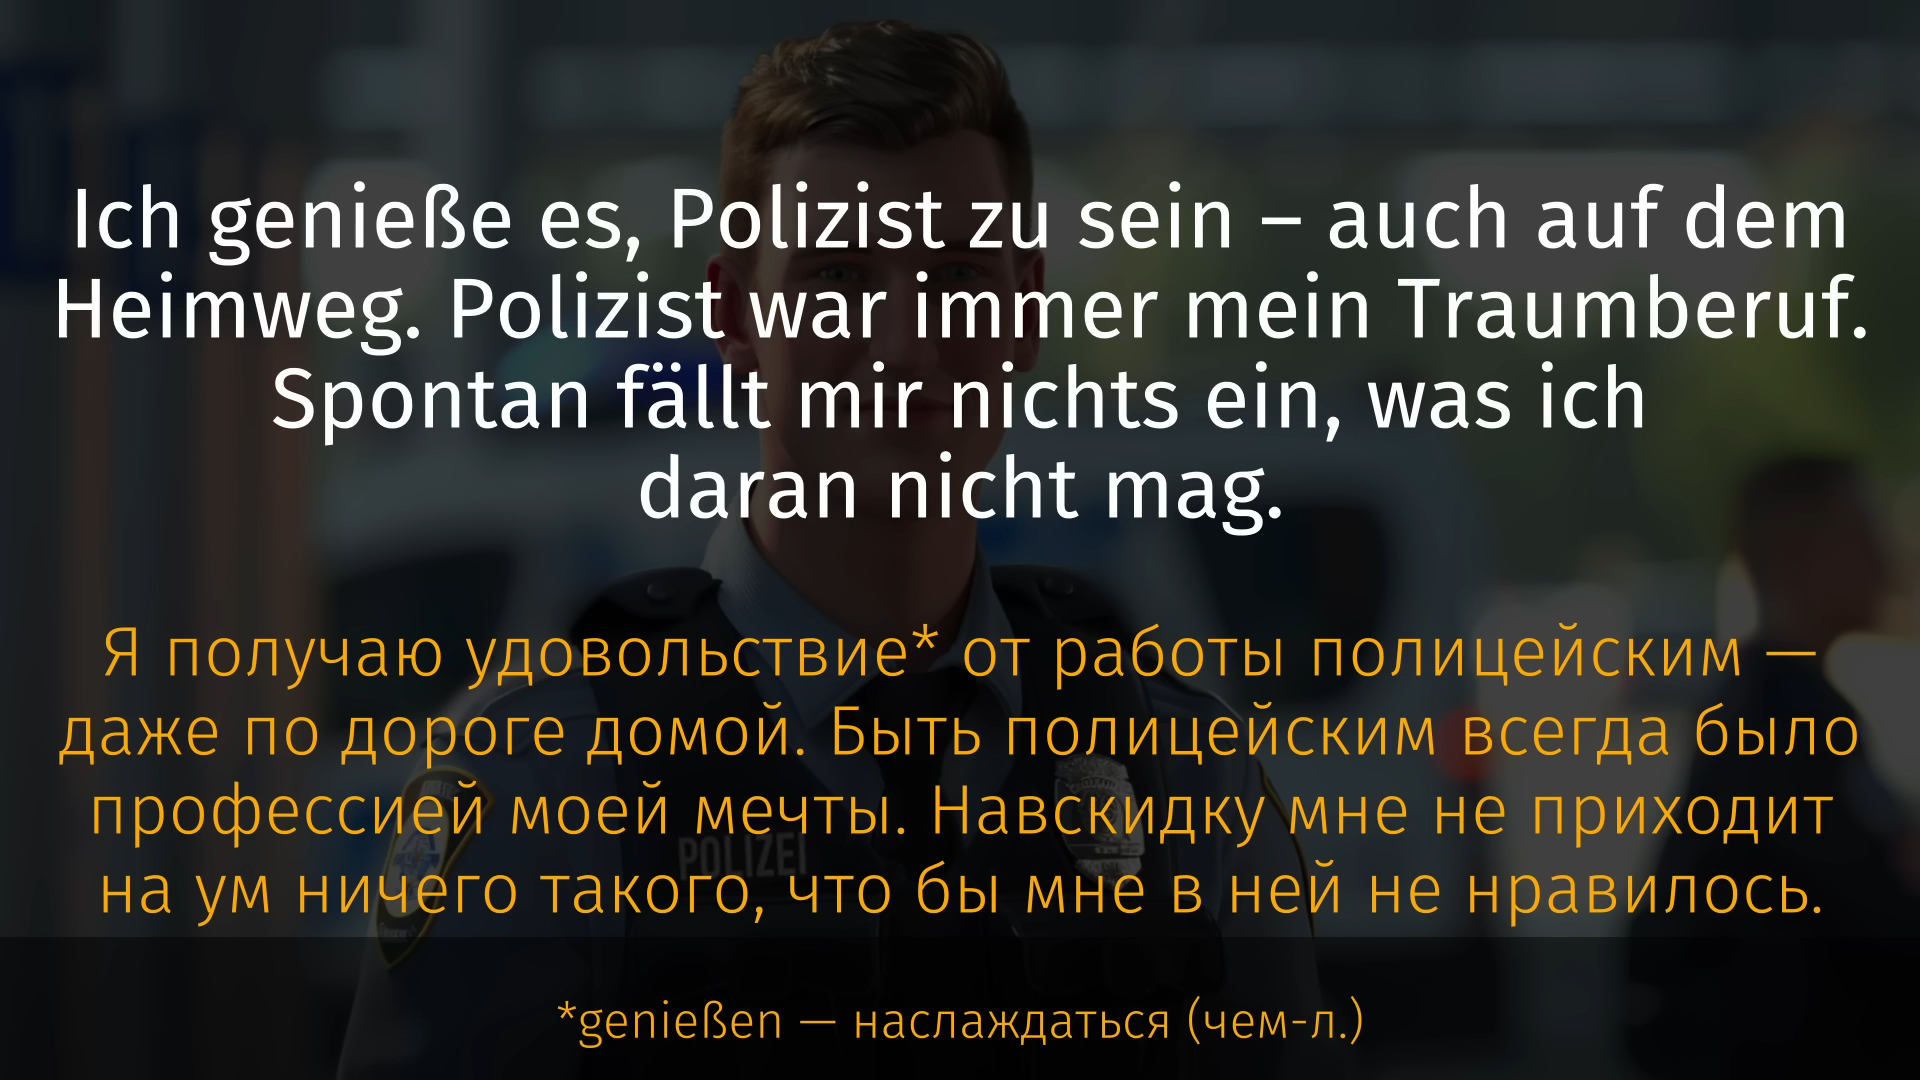 Ich genieße es, Polizist zu sein – auch auf dem
Heimweg. Polizist war immer mein Traumberuf.
Spontan fällt mir nichts ein, was ich
daran nicht mag.
Я получаю удовольствие* от работы полицейским —
даже по дороге домой. Быть полицейским всегда было
профессией моей мечты. Навскидку мне не приходит
на ум ничего такого, что бы мне в ней не нравилось.
POLIZEI
*genießen — наслаждаться (чем-л.)